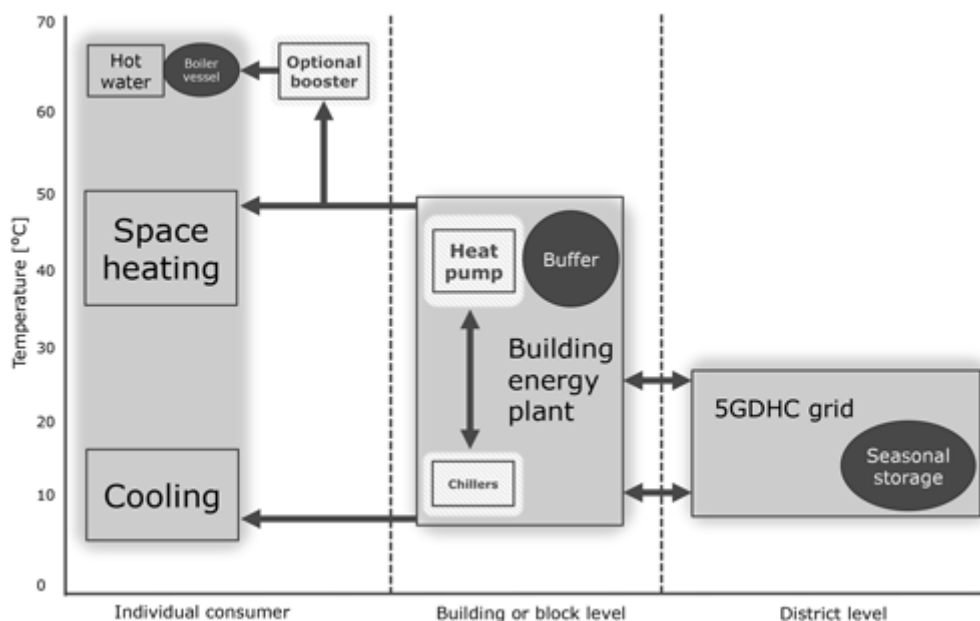 70
60
50
40
30
20
10
0
Temperature [°C]
Hot
water
Boiler
vessel
Optional
booster
Space
heating
Cooling
Heat
pump
Buffer
Building
energy
plant
Chillers
5GDHC grid
Seasonal
storage
Individual consumer
Building or block level
District level